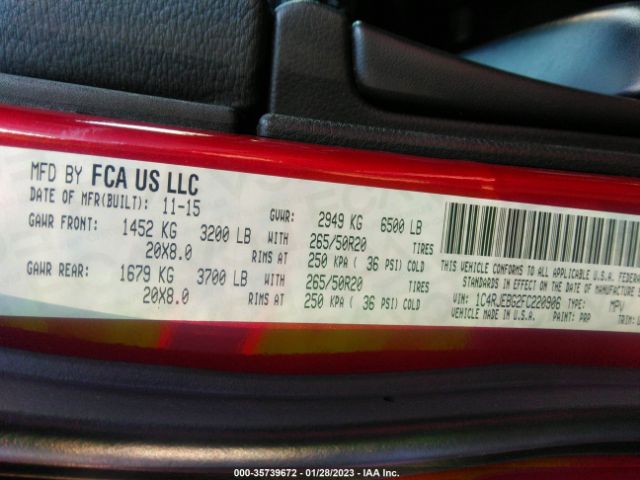 MFD BY FCA US LLC
DATE OF MFR(BUILT): 11-15 GVWR: 2949 KG 6500 LB
GAWR FRONT: 1452 KG 3200 LB WITH 265/50R20 TIRES
20X8.0 RIMS AT 250 KPA ( 36 PSI) COLD
GAWR REAR: 1679 KG 3700 LB WITH 265/50R20 TIRES
20X8.0 RIMS AT 250 KPA ( 36 PSI) COLD
THIS VEHICLE CONFORMS TO ALL APPLICABLE U.S.A.
STANDARDS IN EFFECT ON THE DATE OF MANUFACTURE
VIN: 1C4RJEBG2FC220906 TYPE: MPV
VEHICLE MADE IN U.S.A. PAINT: PRP TRIM:
000-35739672 / 01/28/2023 - IAA Inc.